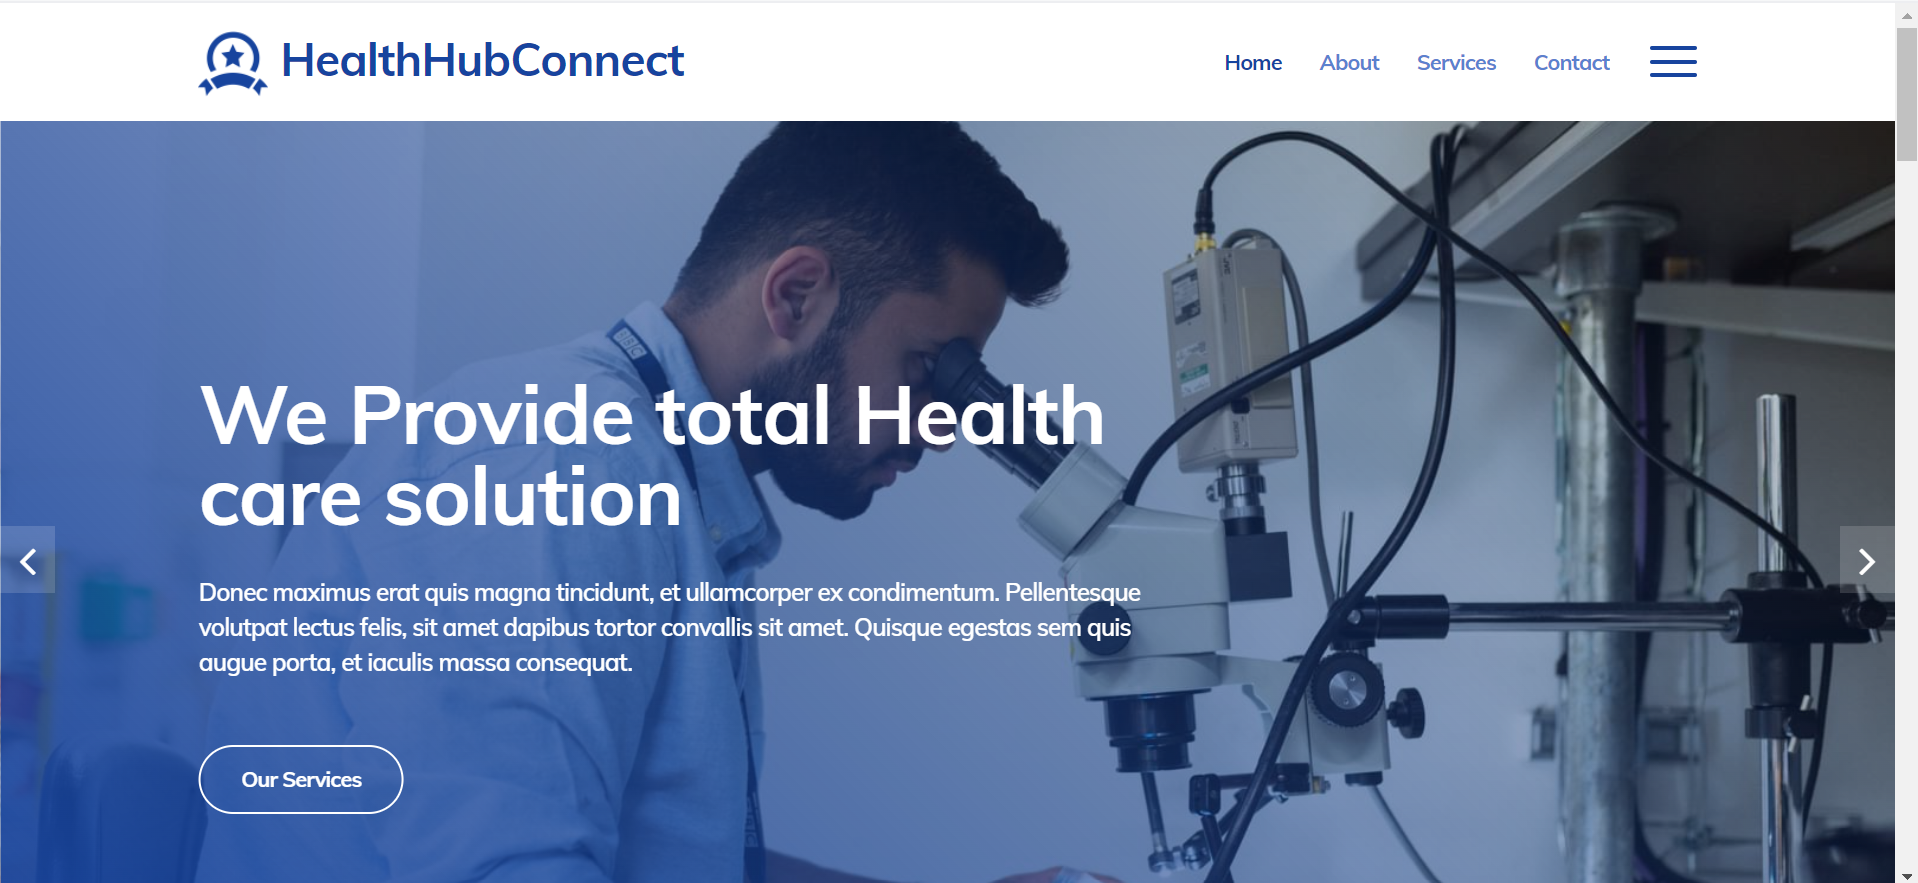 HealthHubConnect
Home
About
Services
Contact
We Provide total Health
care solution
Donec maximus erat quis magna tincidunt, et ullamcorper ex condimentum. Pellentesque
volutpat lectus felis, sit amet dapibus tortor convallis sit amet. Quisque egestas sem quis
augue porta, et iaculis massa consequat.
Our Services